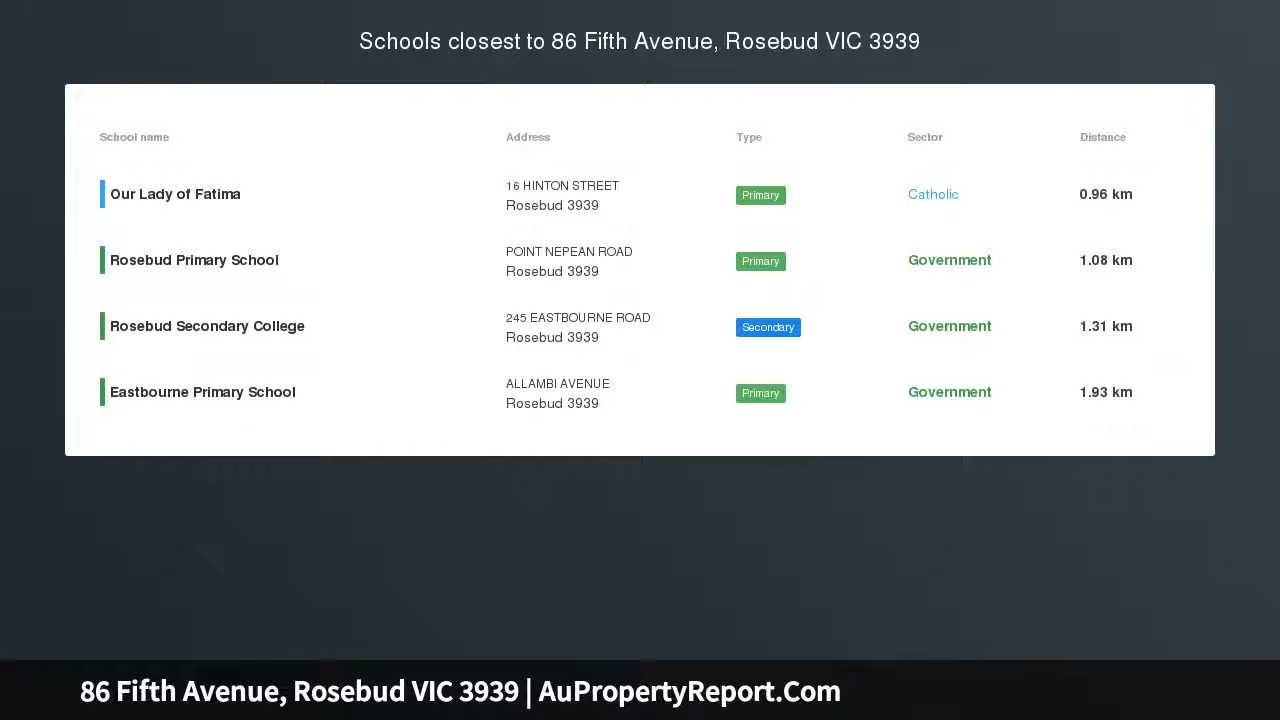 Schools closest to 86 Fifth Avenue, Rosebud VIC 3939
School name Address Type Sector Distance
Our Lady of Fatima 16 HINTON STREET Rosebud 3939 Primary Catholic 0.96 km
Rosebud Primary School POINT NEPEAN ROAD Rosebud 3939 Primary Government 1.08 km
Rosebud Secondary College 245 EASTBOURNE ROAD Rosebud 3939 Secondary Government 1.31 km
Eastbourne Primary School ALLAMBI AVENUE Rosebud 3939 Primary Government 1.93 km
86 Fifth Avenue, Rosebud VIC 3939 | AuPropertyReport.Com